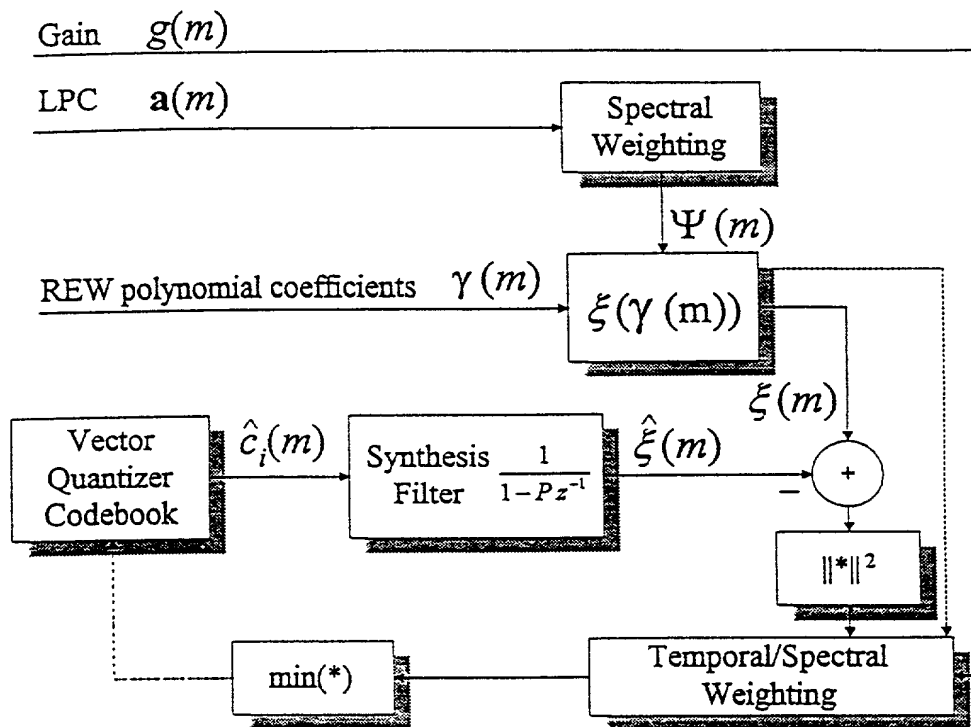 Gain g(m)
LPC a(m)
Spectral
Weighting
Ψ(m)
REW polynomial coefficients γ(m)
ξ(γ(m))
ξ(m)
Vector
Quantizer
Codebook
ĉ_i(m)
Synthesis
Filter 1/(1-Pz⁻¹)
ξ̂(m)
+
−
‖*‖²
Temporal/Spectral
Weighting
min(*)